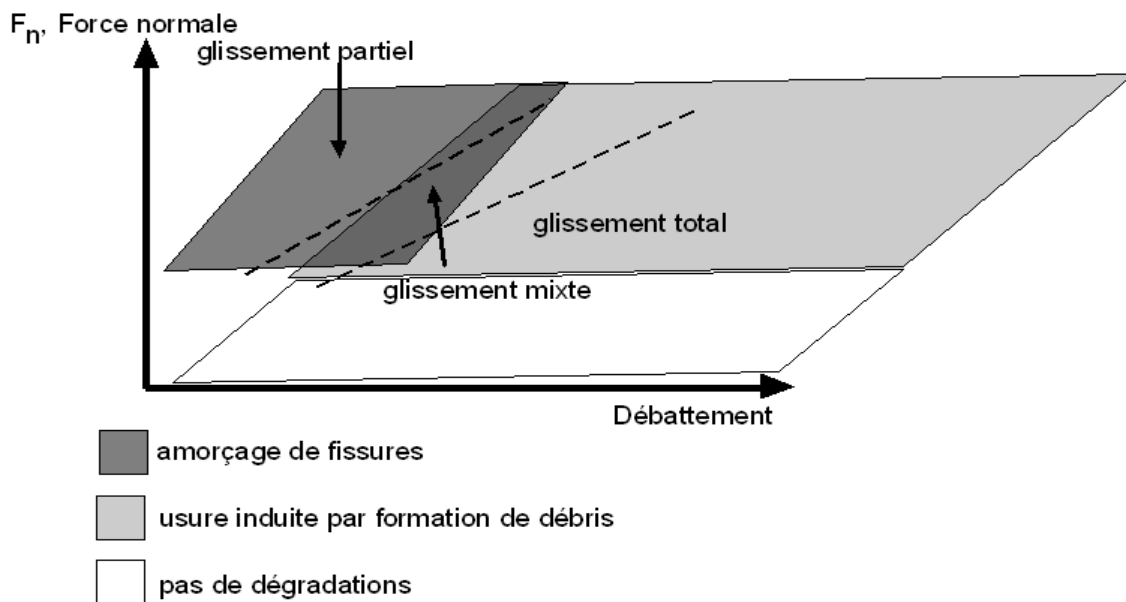 Fn, Force normale
glissement partiel
glissement total
glissement mixte
Débattement
amorçage de fissures
usure induite par formation de débris
pas de dégradations